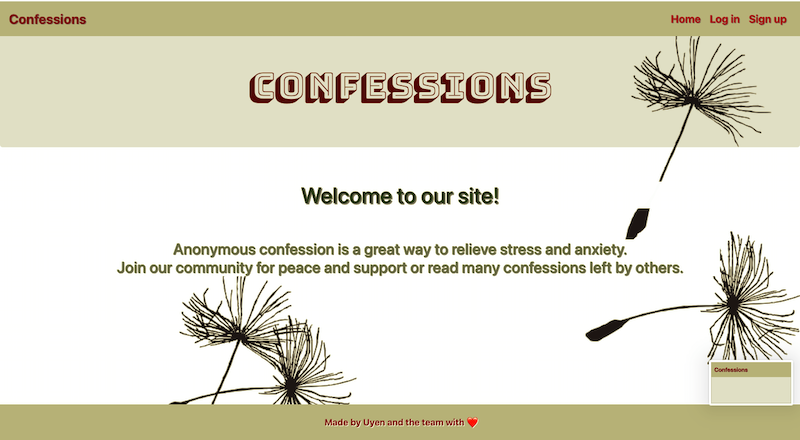 Confessions
Home Log in Sign up
CONFESSIONS
Welcome to our site!
Anonymous confession is a great way to relieve stress and anxiety.
Join our community for peace and support or read many confessions left by others.
Confessions
Made by Uyen and the team with ❤️